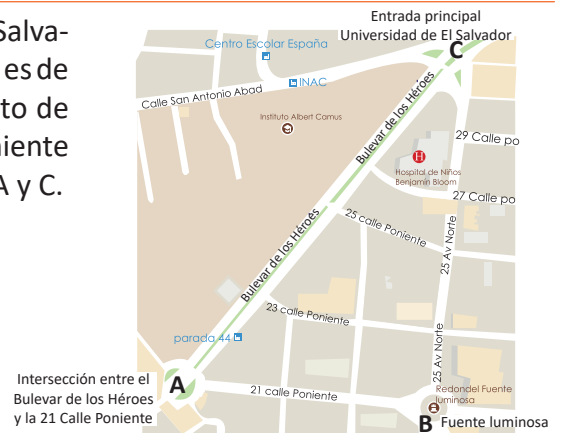 Salva-
es de
to de
niente
A y C.
Entrada principal
Universidad de El Salvador
C
Centro Escolar España
INAC
Calle San Antonio Abad
Instituto Albert Camus
Bulevar de los Héroes
29 Calle po
H
Hospital de Niños
Benjamin Bloom
27 Calle po
25 calle Poniente
25 Av Norte
Bulevar de los Héroes
23 calle Poniente
parada 44
25 Av Norte
Intersección entre el
Bulevar de los Héroes
y la 21 Calle Poniente
A
21 calle Poniente
Redondel Fuente
luminosa
B Fuente luminosa